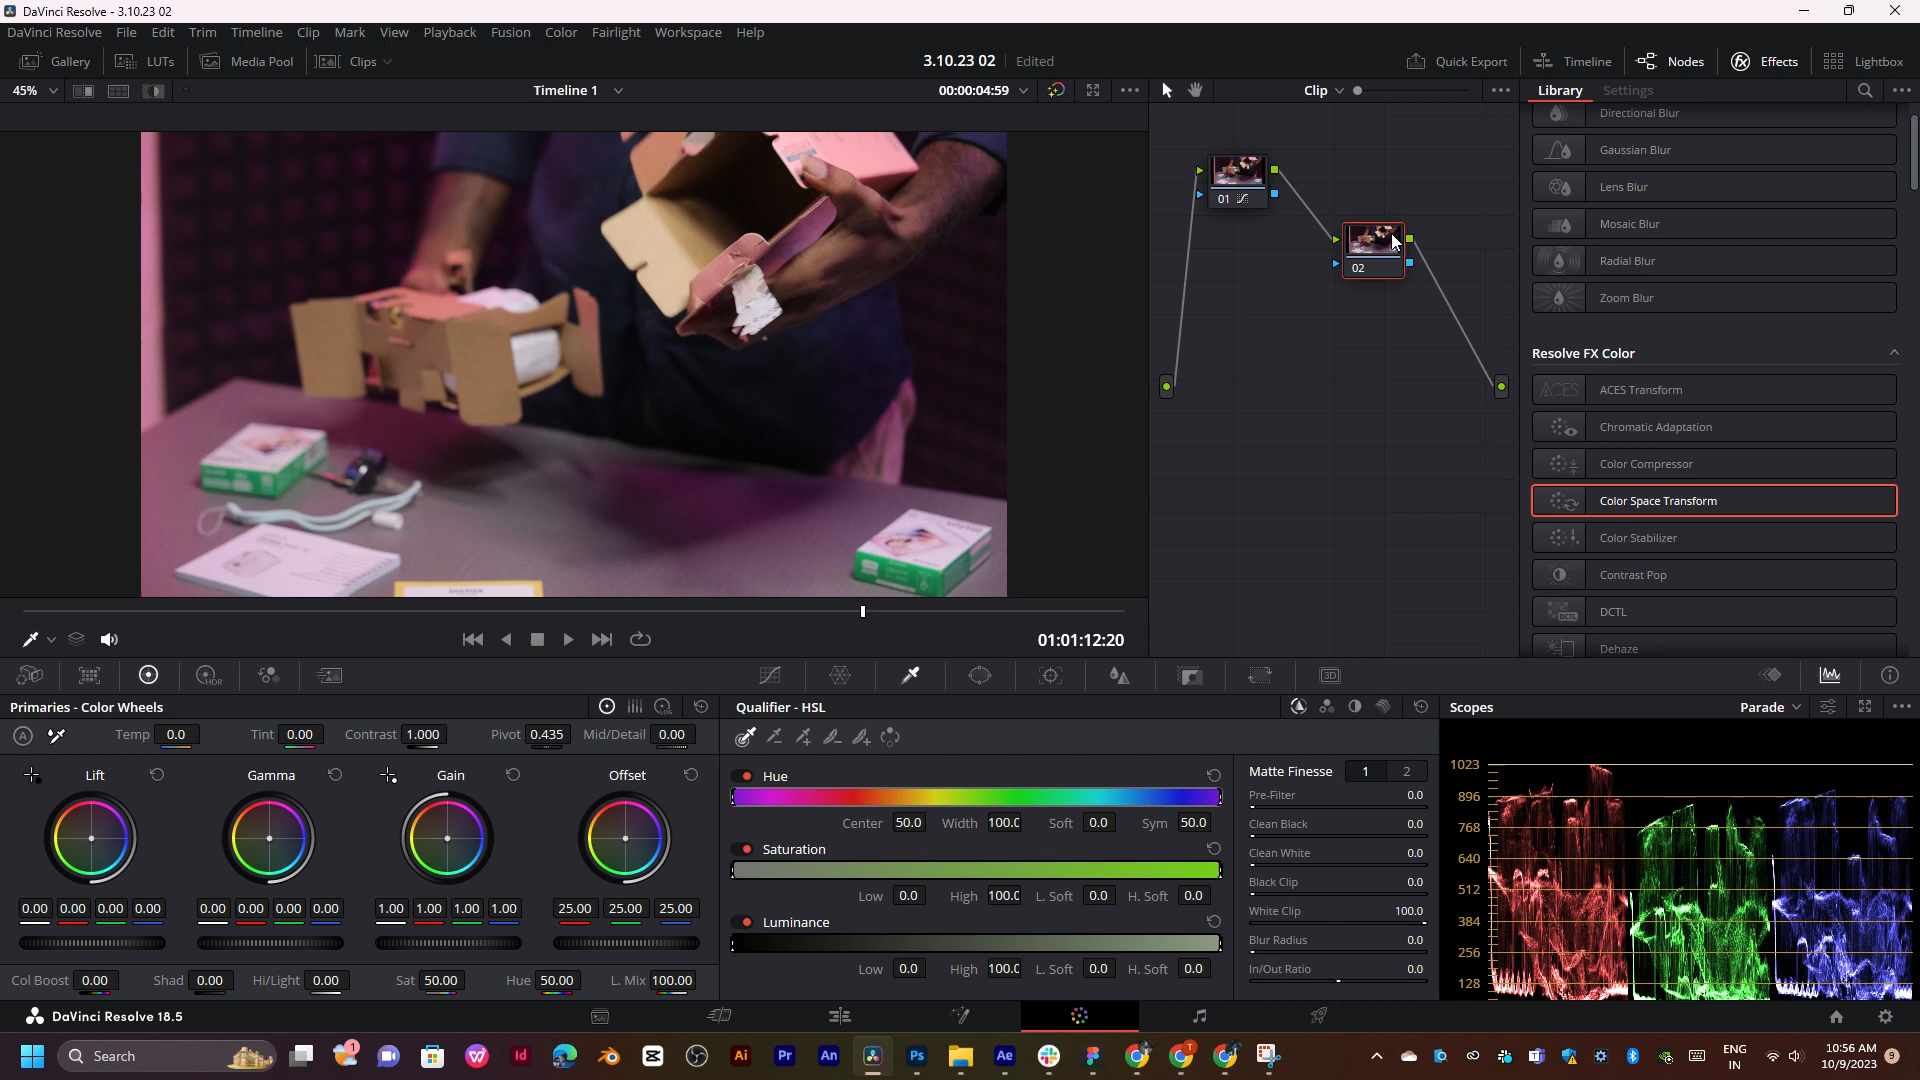 DaVinci Resolve - 3.10.23 02
DaVinci Resolve File Edit Trim Timeline Clip Mark View Playback Fusion Color Fairlight Workspace Help
Gallery LUTs Media Pool Clips 3.10.23 02 Edited Quick Export Timeline Nodes Effects Lightbox
45% Timeline 1 00:00:04:59 Clip Library Settings
Directional Blur
Gaussian Blur
Lens Blur
Mosaic Blur
Radial Blur
Zoom Blur
01
02
Resolve FX Color
ACES ACES Transform
Chromatic Adaptation
Color Compressor
Color Space Transform
Color Stabilizer
Contrast Pop
DCTL DCTL
Dehaze
01:01:12:20
HDR 3D
Primaries - Color Wheels LOG
A Temp 0.0 Tint 0.00 Contrast 1.000 Pivot 0.435 Mid/Detail 0.00
Lift Gamma Gain Offset
0.00 0.00 0.00 0.00 0.00 0.00 0.00 0.00 1.00 1.00 1.00 1.00 25.00 25.00 25.00
Col Boost 0.00 Shad 0.00 Hi/Light 0.00 Sat 50.00 Hue 50.00 L. Mix 100.00
Qualifier - HSL
Hue
Center 50.0 Width 100.0 Soft 0.0 Sym 50.0
Saturation
Low 0.0 High 100.0 L. Soft 0.0 H. Soft 0.0
Luminance
Low 0.0 High 100.0 L. Soft 0.0 H. Soft 0.0
Matte Finesse 1 2
Pre-Filter 0.0
Clean Black 0.0
Clean White 0.0
Black Clip 0.0
White Clip 100.0
Blur Radius 0.0
In/Out Ratio 0.0
Scopes Parade
1023
896
768
640
512
384
256
128
DaVinci Resolve 18.5
Search 1 Id Ai Pr An Ps Ae T ENG
IN 10:56 AM
10/9/2023 9